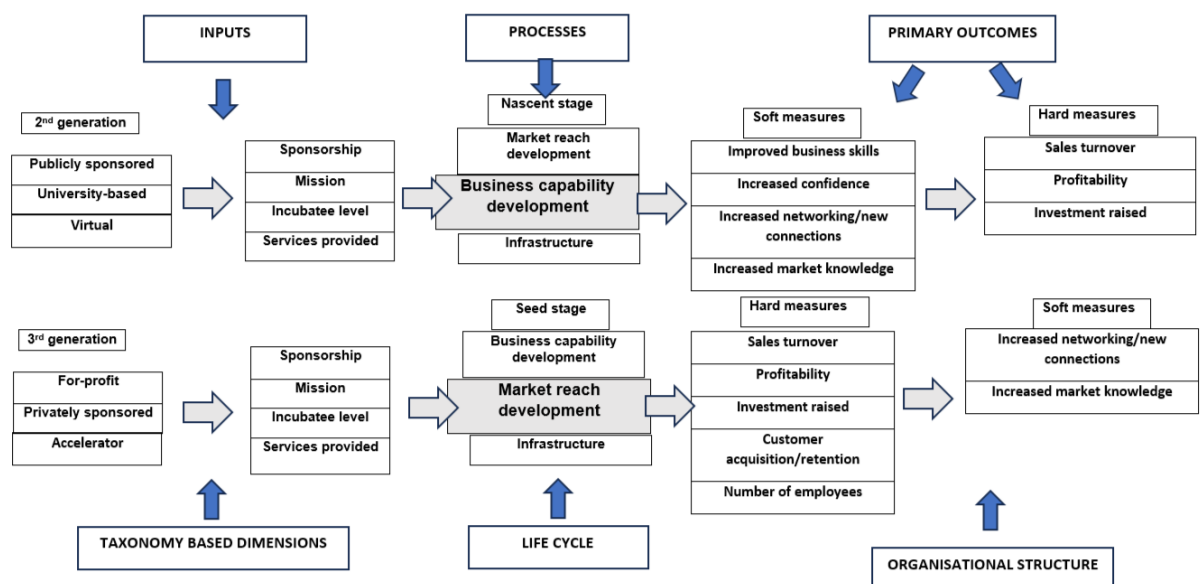 INPUTS
PROCESSES
PRIMARY OUTCOMES
2nd generation
Publicly sponsored
University-based
Virtual
Sponsorship
Mission
Incubatee level
Services provided
Nascent stage
Market reach
development
Business capability
development
Infrastructure
Soft measures
Improved business skills
Increased confidence
Increased networking/new
connections
Increased market knowledge
Hard measures
Sales turnover
Profitability
Investment raised
3rd generation
For-profit
Privately sponsored
Accelerator
Sponsorship
Mission
Incubatee level
Services provided
Seed stage
Business capability
development
Market reach
development
Infrastructure
Hard measures
Sales turnover
Profitability
Investment raised
Customer
acquisition/retention
Number of employees
Soft measures
Increased networking/new
connections
Increased market knowledge
TAXONOMY BASED DIMENSIONS
LIFE CYCLE
ORGANISATIONAL STRUCTURE